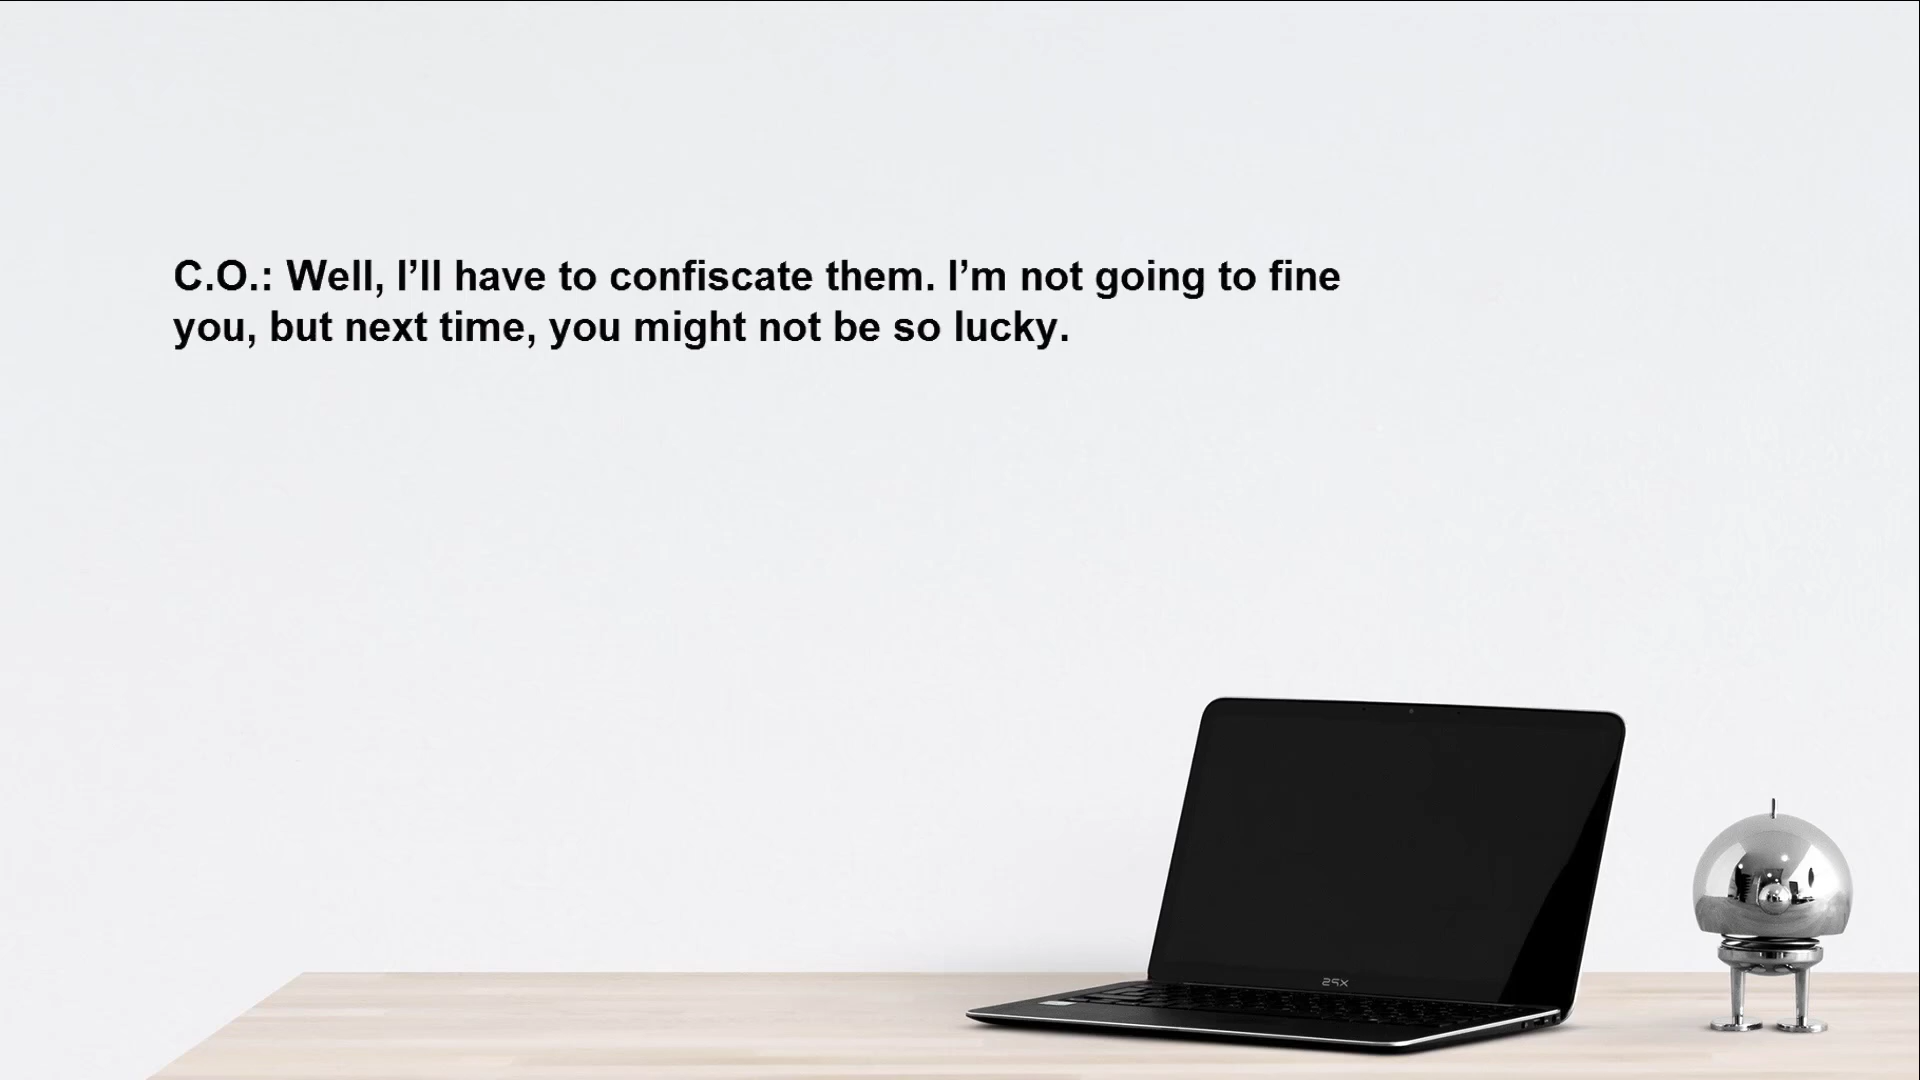 C.O.: Well, I’ll have to confiscate them. I’m not going to fine
you, but next time, you might not be so lucky.
XPS